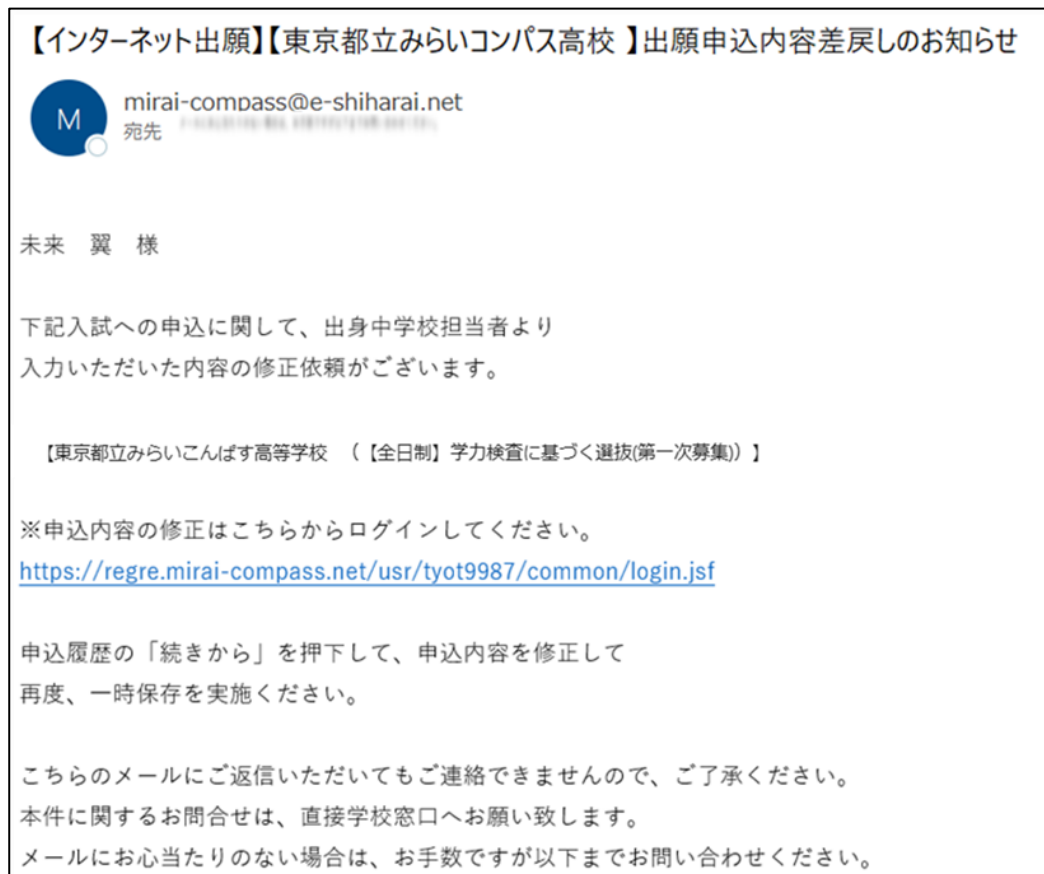 【インターネット出願】【東京都立みらいコンパス高校 】出願申込内容差戻しのお知らせ
M
mirai-compass@e-shiharai.net
宛先
未来　翼　様
下記入試への申込に関して、出身中学校担当者より
入力いただいた内容の修正依頼がございます。
【東京都立みらいこんぱす高等学校　（【全日制】学力検査に基づく選抜(第一次募集)）】
※申込内容の修正はこちらからログインしてください。
https://regre.mirai-compass.net/usr/tyot9987/common/login.jsf
申込履歴の「続きから」を押下して、申込内容を修正して
再度、一時保存を実施ください。
こちらのメールにご返信いただいてもご連絡できませんので、ご了承ください。
本件に関するお問合せは、直接学校窓口へお願い致します。
メールにお心当たりのない場合は、お手数ですが以下までお問い合わせください。